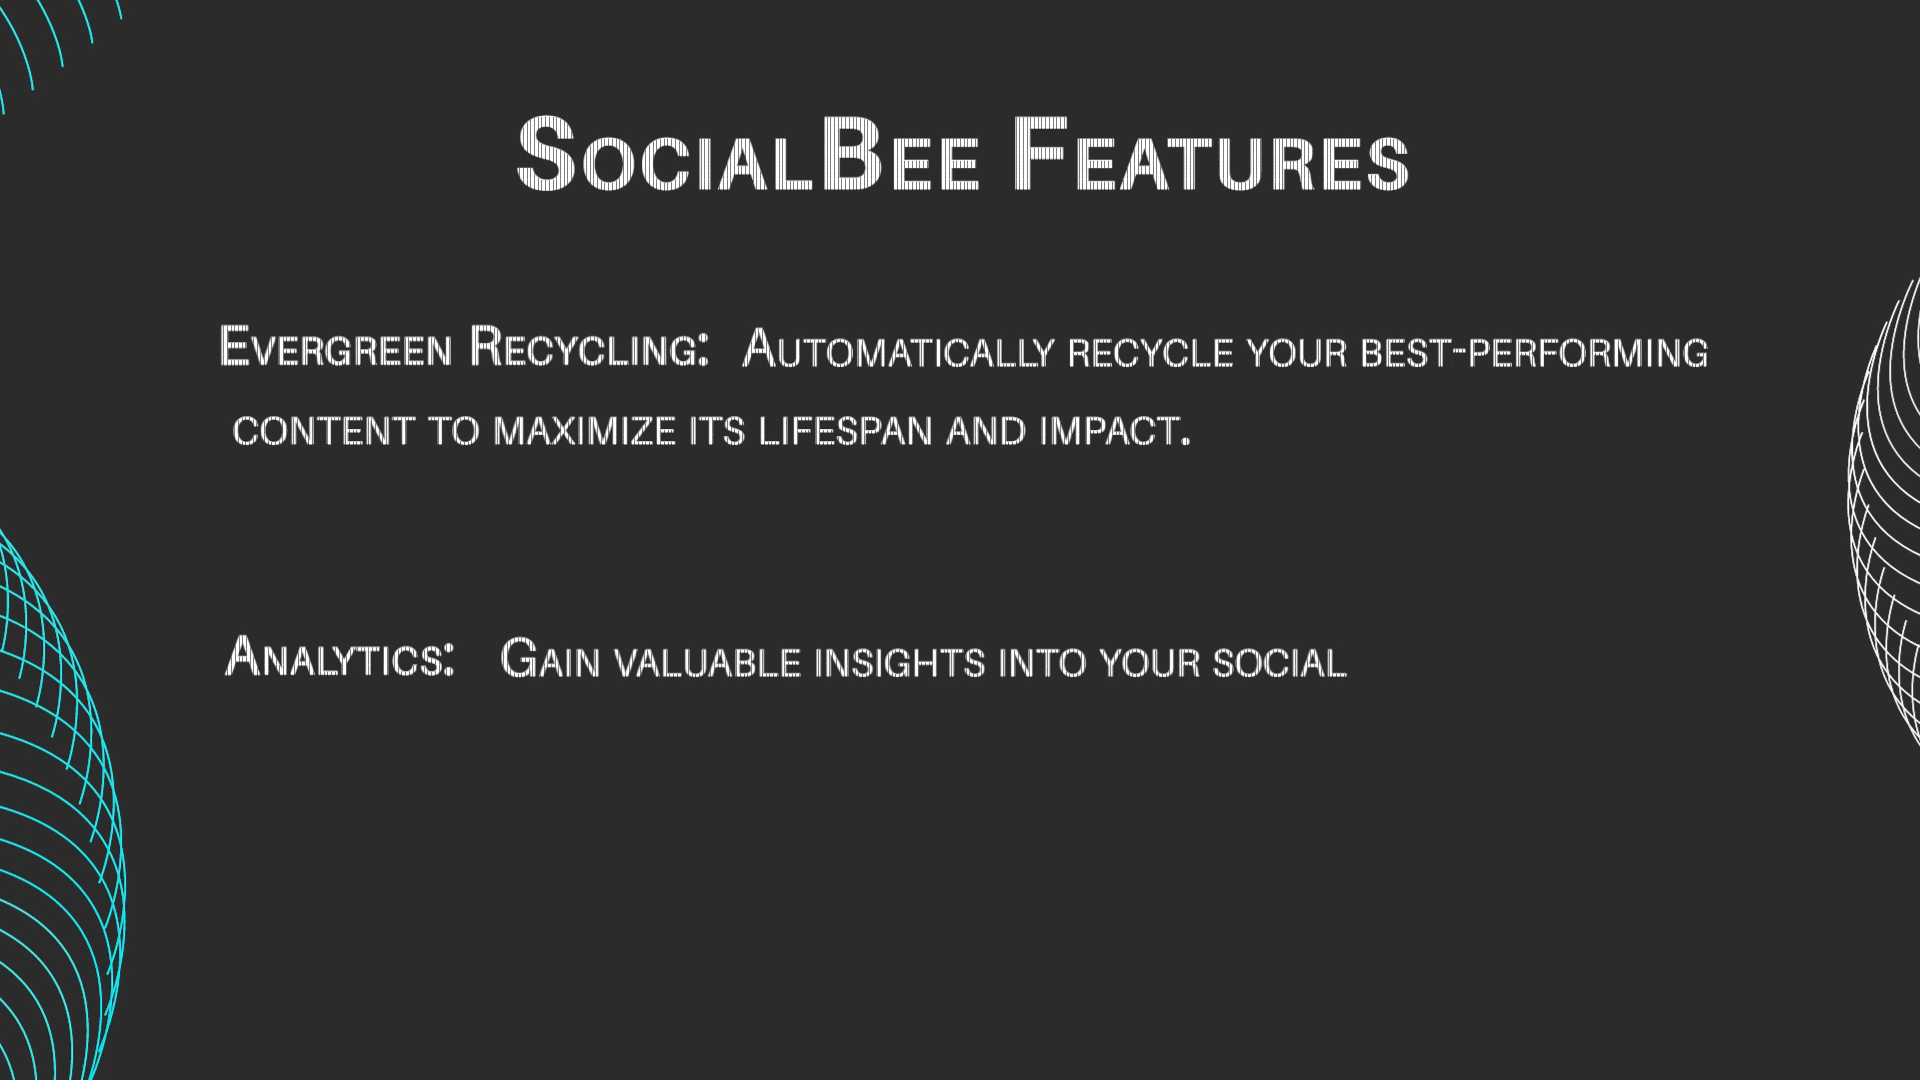 SocialBee Features
Evergreen Recycling: Automatically recycle your best-performing
content to maximize its lifespan and impact.
Analytics: Gain valuable insights into your social